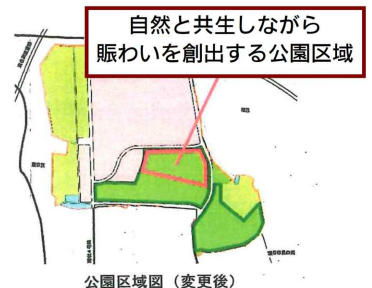 自然と共生しながら
賑わいを創出する公園区域
公園区域図（変更後）